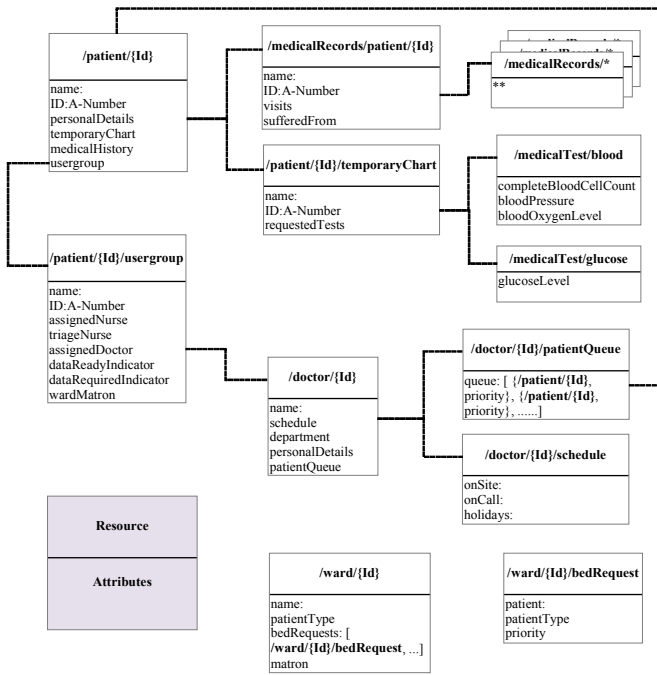 /patient/{Id}
name:
ID:A-Number
personalDetails
temporaryChart
medicalHistory
usergroup
/medicalRecords/patient/{Id}
name:
ID:A-Number
visits
sufferedFrom
/medicalRecords/*
/medicalRecords/*
/medicalRecords/*
**
/patient/{Id}/temporaryChart
name:
ID:A-Number
requestedTests
/medicalTest/blood
completeBloodCellCount
bloodPressure
bloodOxygenLevel
/medicalTest/glucose
glucoseLevel
/patient/{Id}/usergroup
name:
ID:A-Number
assignedNurse
triageNurse
assignedDoctor
dataReadyIndicator
dataRequiredIndicator
wardMatron
/doctor/{Id}
name:
schedule
department
personalDetails
patientQueue
/doctor/{Id}/patientQueue
queue: [ {/patient/{Id},
priority}, {/patient/{Id},
priority}, ......]
/doctor/{Id}/schedule
onSite:
onCall:
holidays:
Resource
Attributes
/ward/{Id}
name:
patientType
bedRequests: [
/ward/{Id}/bedRequest, ...]
matron
/ward/{Id}/bedRequest
patient:
patientType
priority